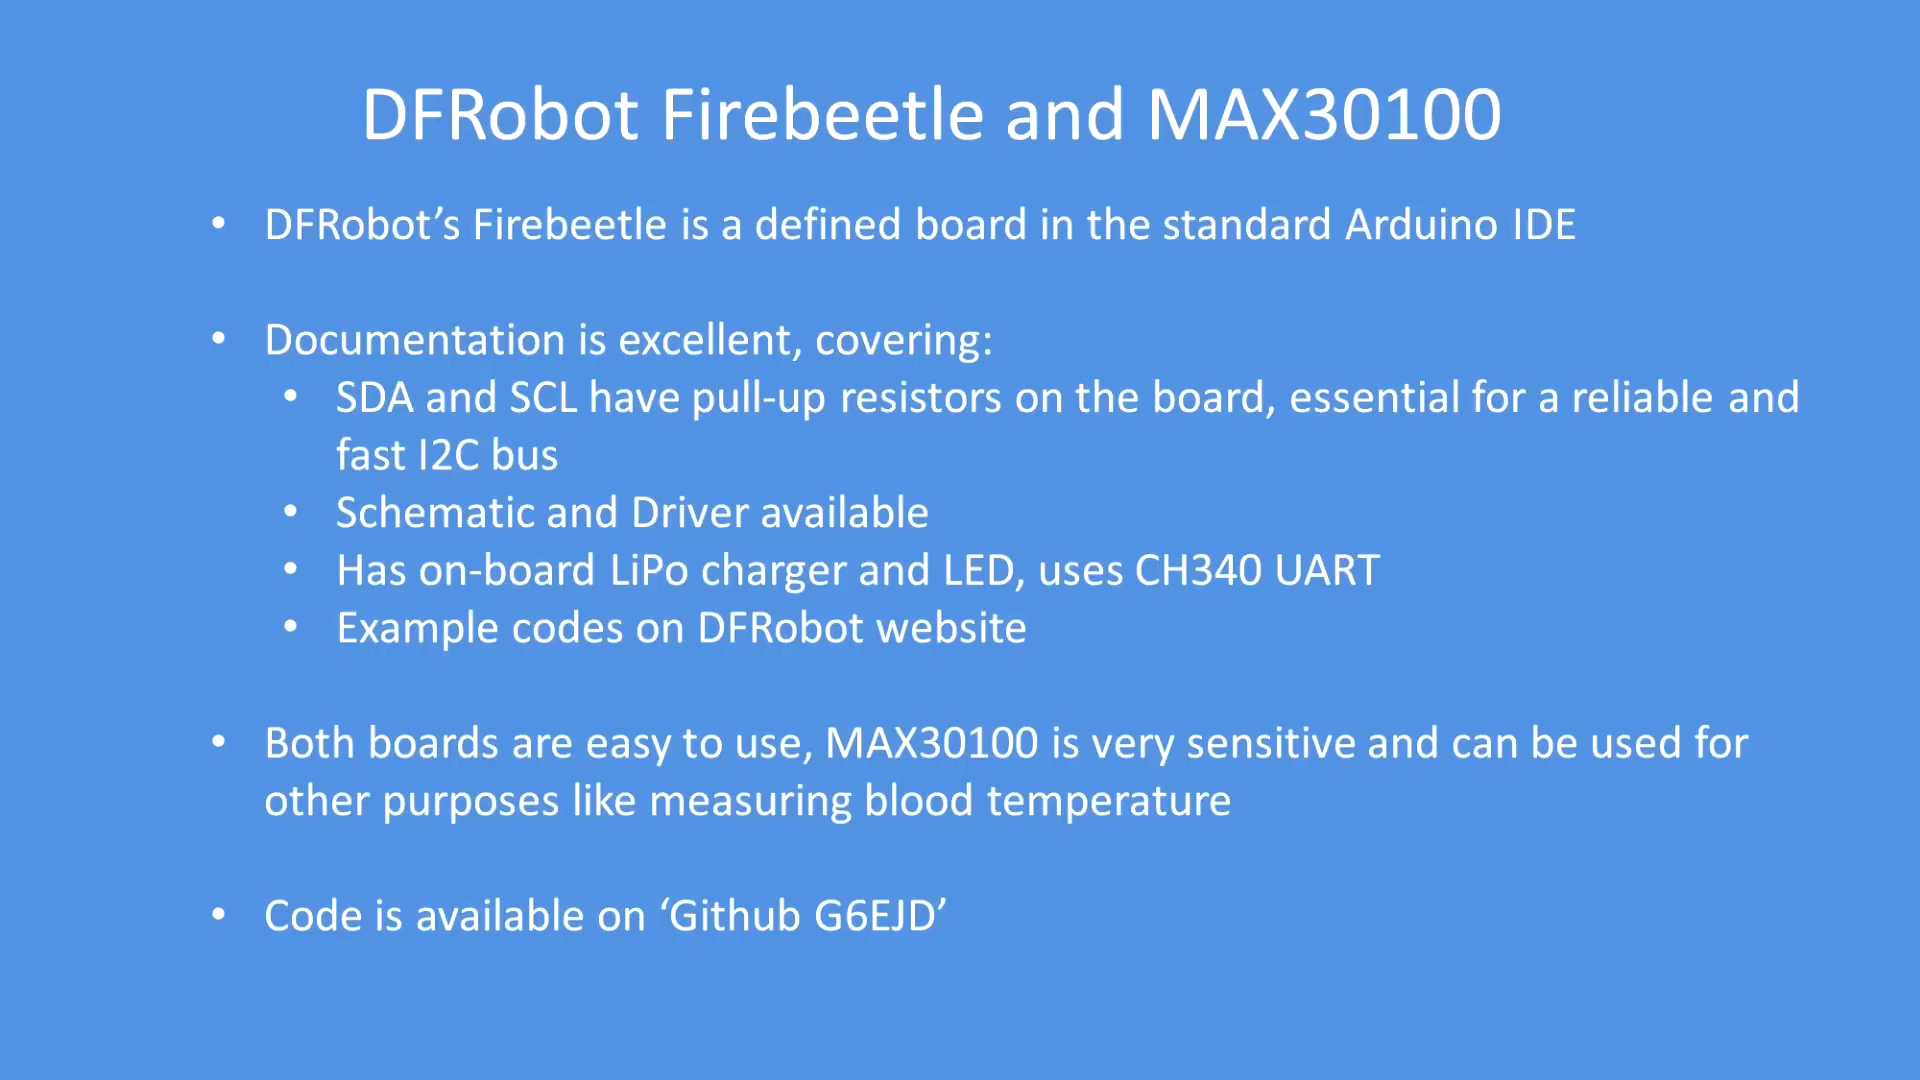 DFRobot Firebeetle and MAX30100
• DFRobot’s Firebeetle is a defined board in the standard Arduino IDE
• Documentation is excellent, covering:
• SDA and SCL have pull-up resistors on the board, essential for a reliable and
fast I2C bus
• Schematic and Driver available
• Has on-board LiPo charger and LED, uses CH340 UART
• Example codes on DFRobot website
• Both boards are easy to use, MAX30100 is very sensitive and can be used for
other purposes like measuring blood temperature
• Code is available on ‘Github G6EJD’